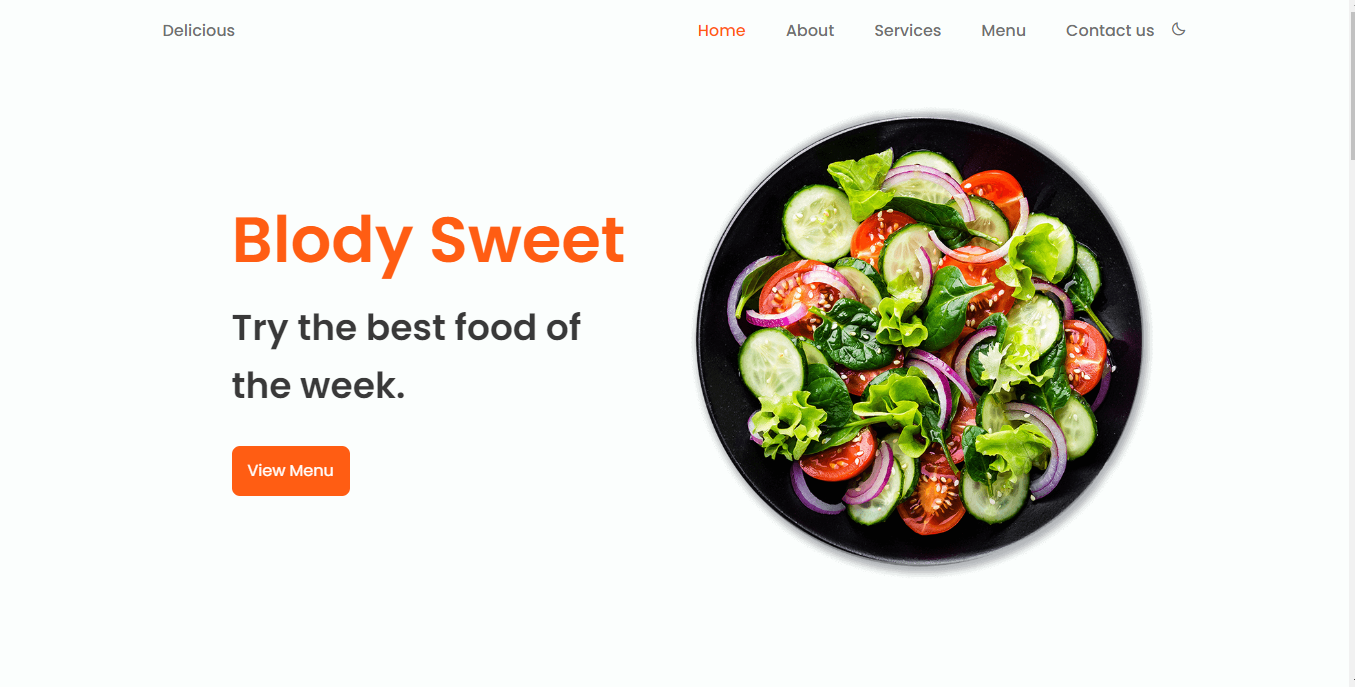 Delicious
Home About Services Menu Contact us
Blody Sweet
Try the best food of
the week.
View Menu